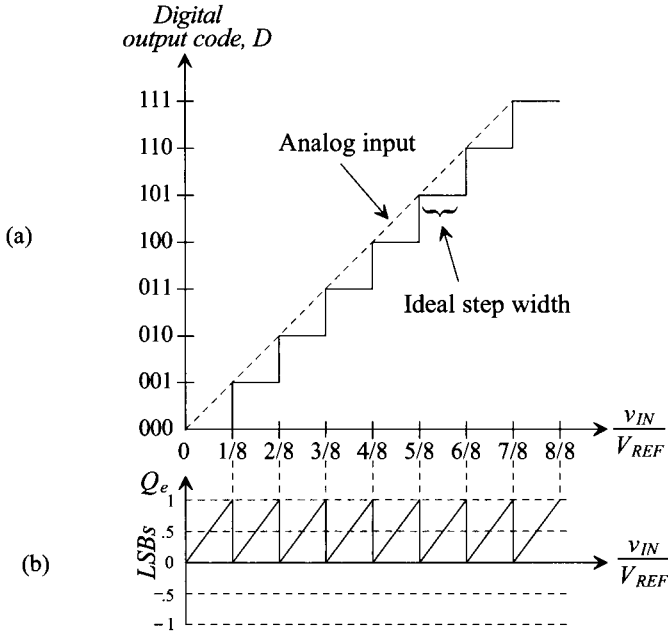 Digital
output code, D
111
110
101
100
011
010
001
000
Analog input
Ideal step width
(a)
0
1/8
2/8
3/8
4/8
5/8
6/8
7/8
8/8
v_IN
V_REF
Q_e
LSBs
1
.5
0
-.5
-1
(b)
v_IN
V_REF